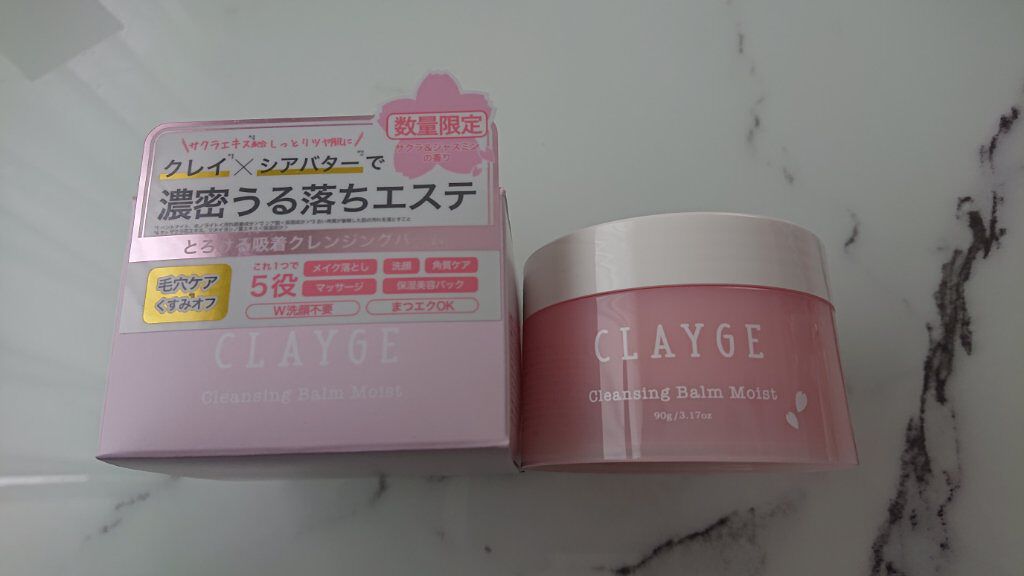 数量限定
サクラ&ジャスミン
の香り
サクラエキス配合しっとりツヤ肌に
クレイ×シアバターで
濃密うる落ちエステ
とろける吸着クレンジング
毛穴ケア
くすみオフ
これ1つで
5役
メイク落とし 洗顔 角質ケア
マッサージ 保湿美容パック
W洗顔不要 まつエクOK
CLAYGE
Cleansing Balm Moist
CLAYGE
Cleansing Balm Moist
90g/3.17oz